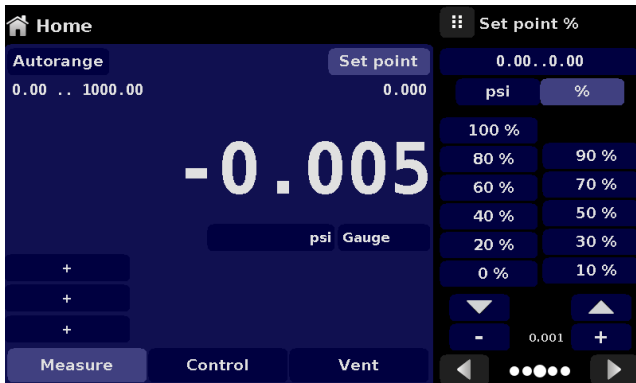 Home
Autorange
Set point
0.00 .. 1000.00
0.000
-0.005
psi
Gauge
+
+
+
Measure
Control
Vent
Set point %
0.00..0.00
psi
%
100 %
80 %
90 %
60 %
70 %
40 %
50 %
20 %
30 %
0 %
10 %
-
0.001
+